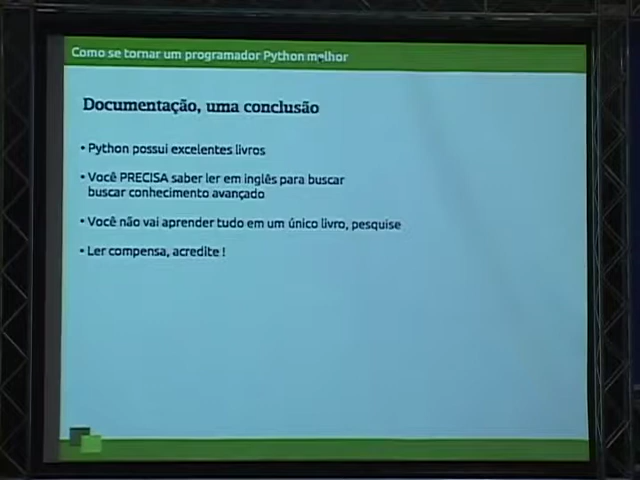 Como se tornar um programador Python melhor
Documentação, uma conclusão
• Python possui excelentes livros
• Você PRECISA saber ler em inglês para buscar
buscar conhecimento avançado
• Você não vai aprender tudo em um único livro, pesquise
• Ler compensa, acredite !